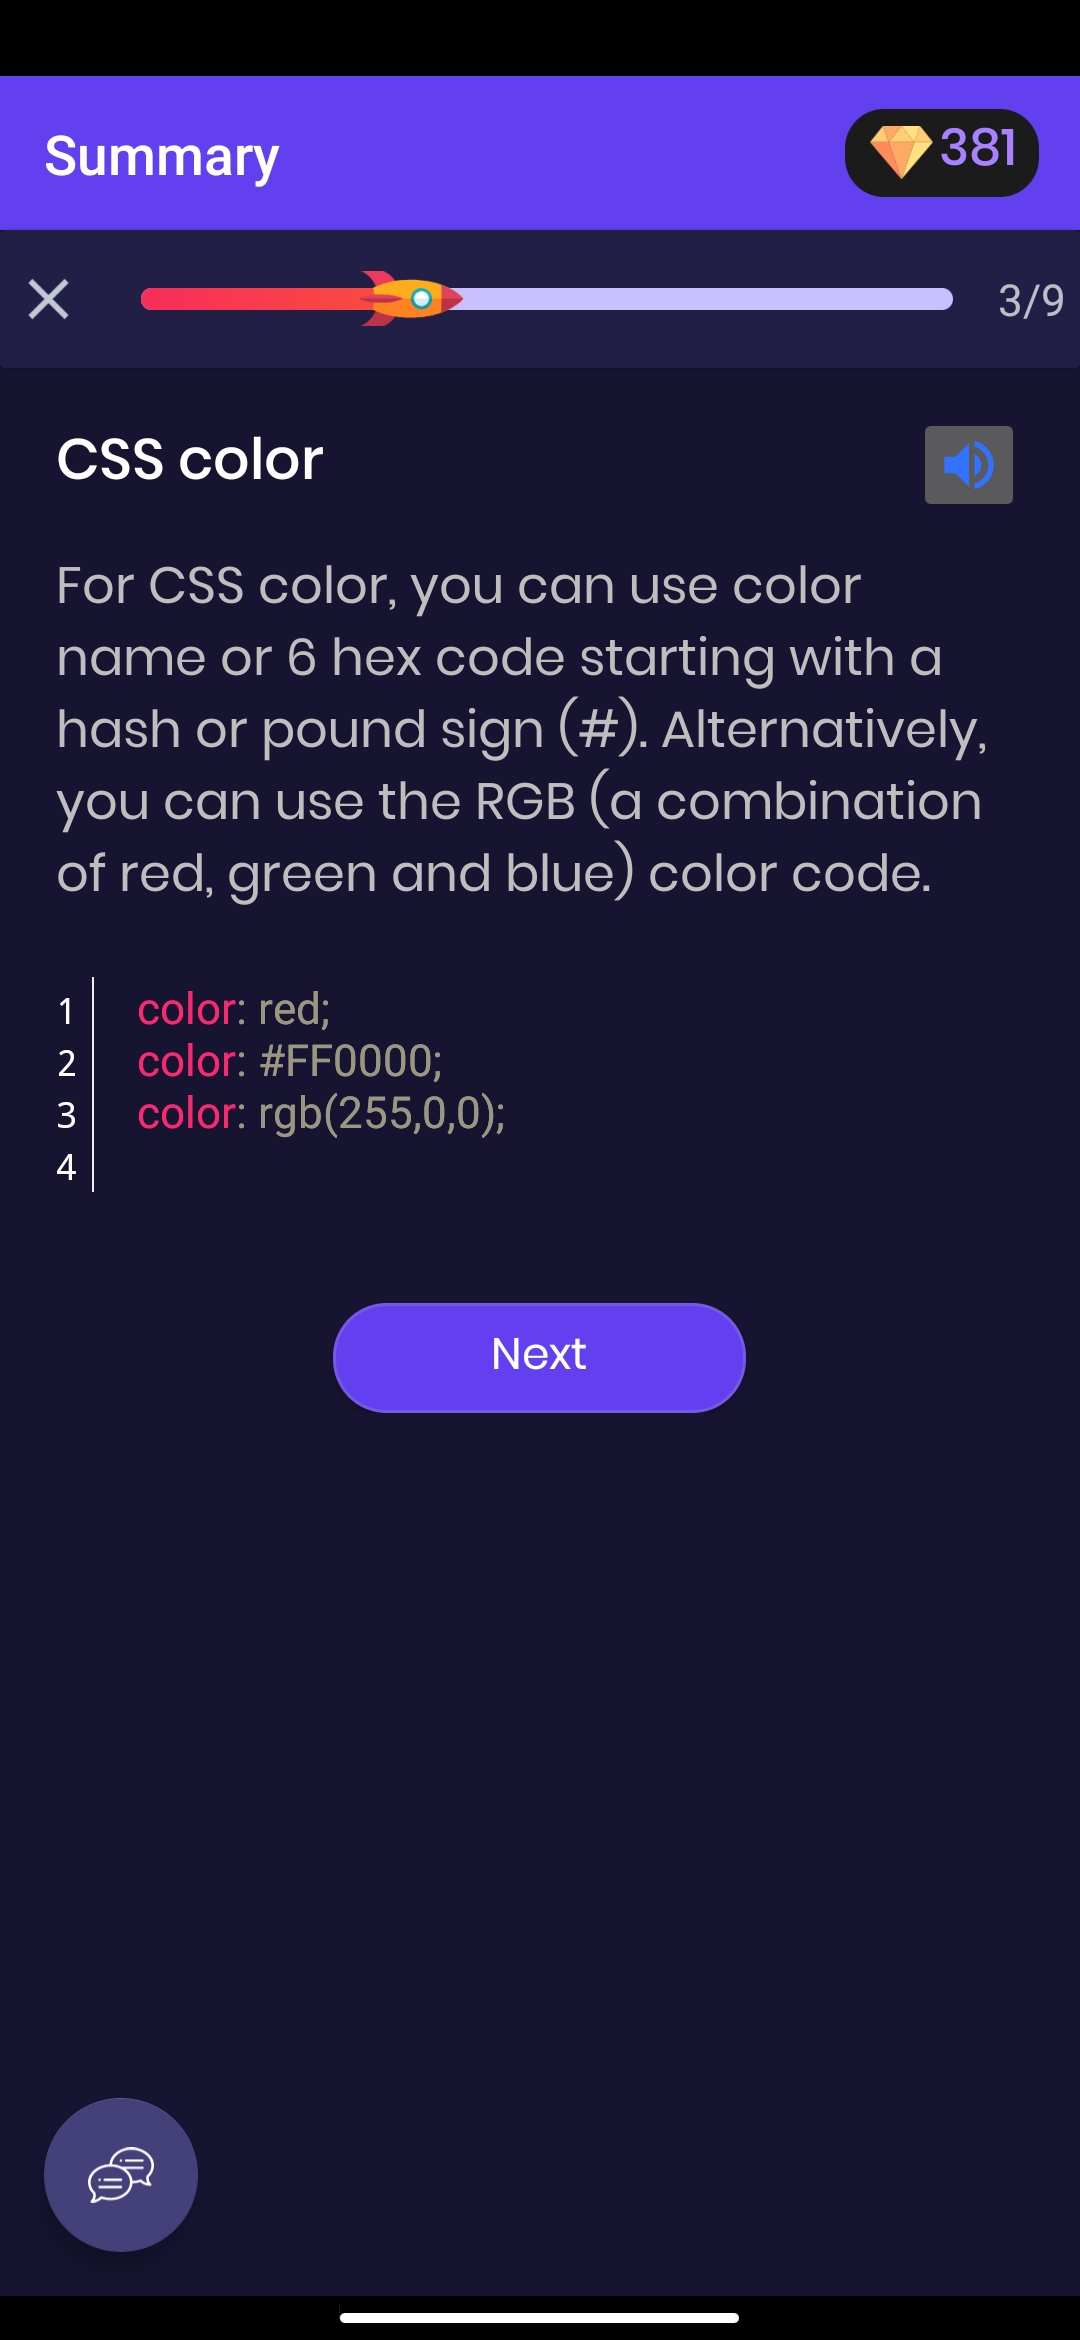 Summary
381
3/9
CSS color
For CSS color, you can use color
name or 6 hex code starting with a
hash or pound sign (#). Alternatively,
you can use the RGB (a combination
of red, green and blue) color code.
1 color: red;
2 color: #FF0000;
3 color: rgb(255,0,0);
4
Next